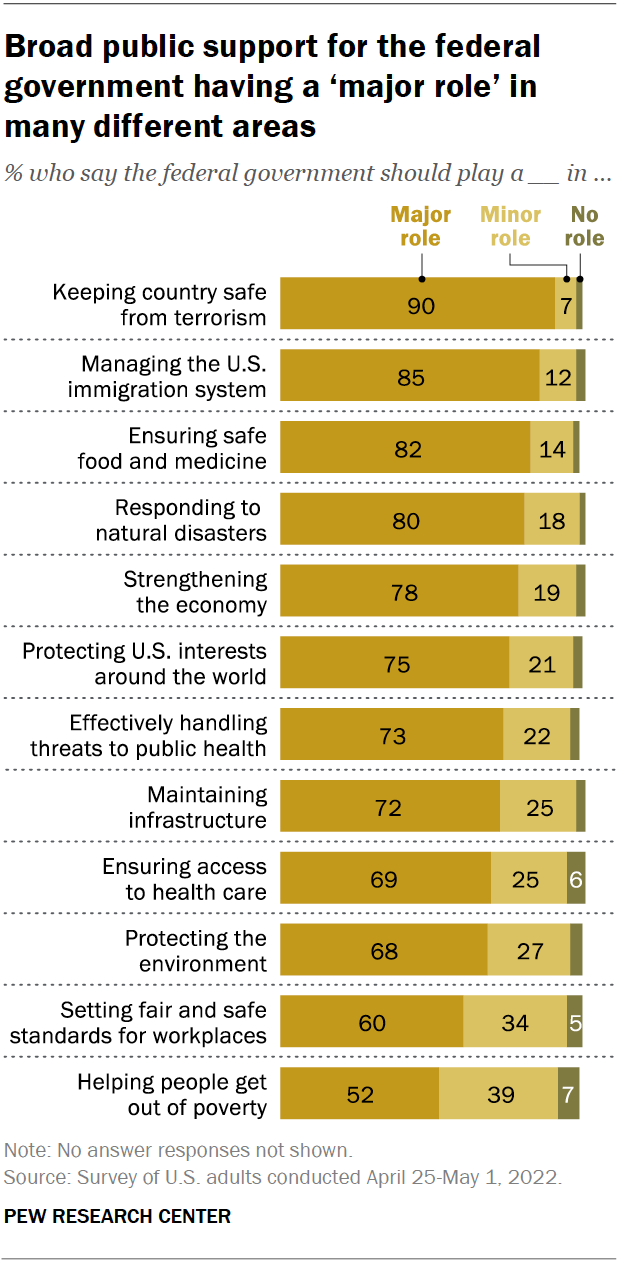 Broad public support for the federal
government having a ‘major role’ in
many different areas
% who say the federal government should play a __ in ...
Major
role
Minor
role
No
role
Keeping country safe
from terrorism
90 7
Managing the U.S.
immigration system
85 12
Ensuring safe
food and medicine
82 14
Responding to
natural disasters
80 18
Strengthening
the economy
78 19
Protecting U.S. interests
around the world
75 21
Effectively handling
threats to public health
73 22
Maintaining
infrastructure
72 25
Ensuring access
to health care
69 25 6
Protecting the
environment
68 27
Setting fair and safe
standards for workplaces
60 34 5
Helping people get
out of poverty
52 39 7
Note: No answer responses not shown.
Source: Survey of U.S. adults conducted April 25-May 1, 2022.
PEW RESEARCH CENTER